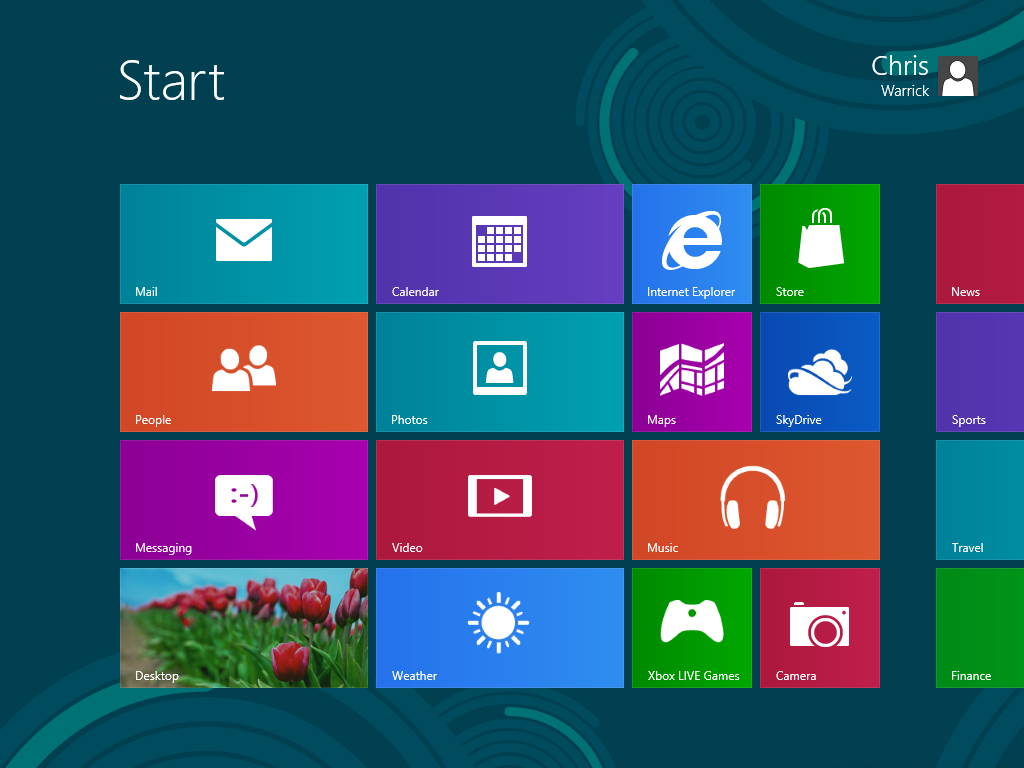 Start
Chris
Warrick
Mail
Calendar
Internet Explorer
Store
News
People
Photos
Maps
SkyDrive
Sports
:-)
Messaging
Video
Music
Travel
Desktop
Weather
Xbox LIVE Games
Camera
Finance